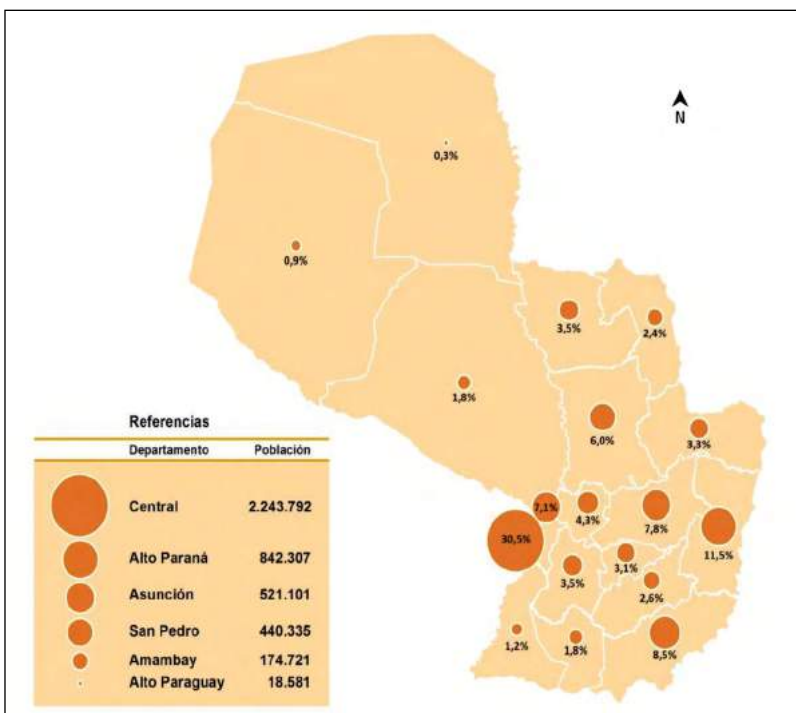 N
0,3%
0,9%
3,5%
2,4%
1,8%
6,0%
3,3%
7,1%
4,3%
7,8%
30,5%
11,5%
3,5%
3,1%
2,6%
1,2%
1,8%
8,5%
Referencias
Departamento Población
Central 2.243.792
Alto Paraná 842.307
Asunción 521.101
San Pedro 440.335
Amambay 174.721
Alto Paraguay 18.581